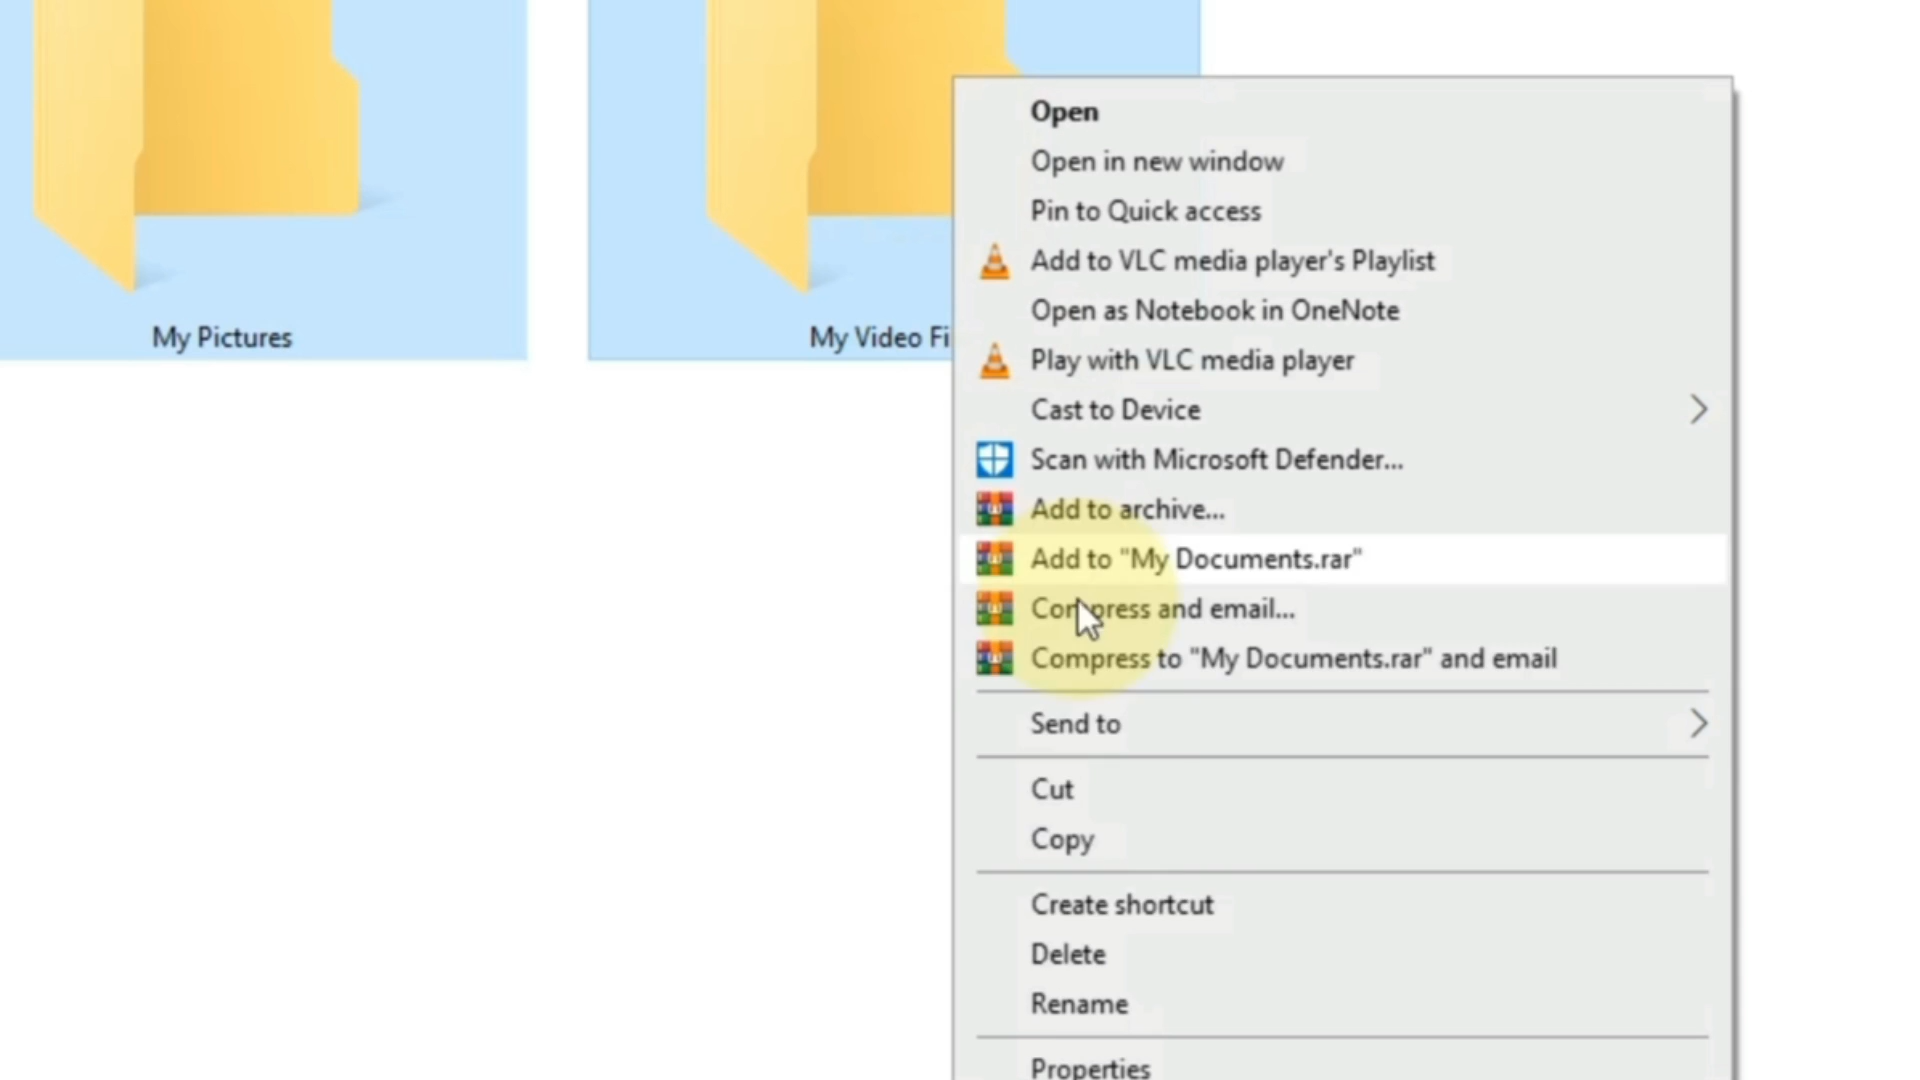 My Pictures
My Video Fi
Open
Open in new window
Pin to Quick access
Add to VLC media player's Playlist
Open as Notebook in OneNote
Play with VLC media player
Cast to Device
Scan with Microsoft Defender...
Add to archive...
Add to "My Documents.rar"
Compress and email...
Compress to "My Documents.rar" and email
Send to
Cut
Copy
Create shortcut
Delete
Rename
Properties